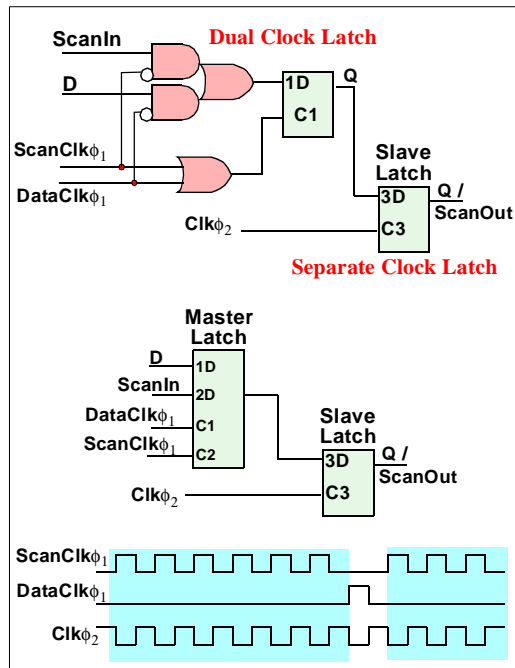 ScanIn
Dual Clock Latch
D
1D
Q
C1
ScanClkϕ1
DataClkϕ1
Slave
Latch
3D
Q /
ScanOut
Clkϕ2
C3
Separate Clock Latch
Master
Latch
D
1D
ScanIn
2D
DataClkϕ1
C1
ScanClkϕ1
C2
Slave
Latch
3D
Q /
ScanOut
Clkϕ2
C3
ScanClkϕ1
DataClkϕ1
Clkϕ2